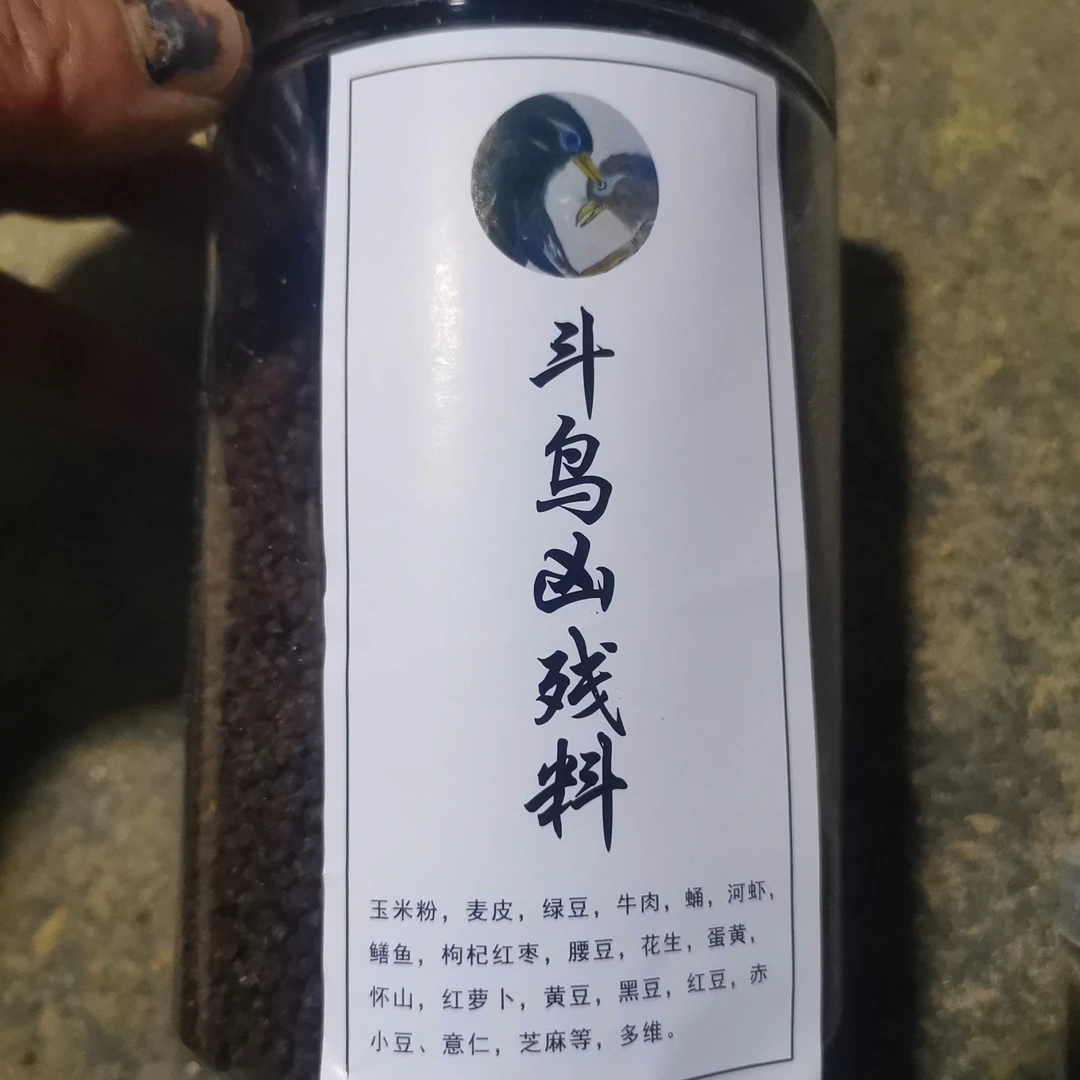 斗鸟凶残料
玉米粉，麦皮，绿豆，牛肉，蛹，河虾，
鳝鱼，枸杞红枣，腰豆，花生，蛋黄，
怀山，红萝卜，黄豆，黑豆，红豆，赤
小豆、意仁，芝麻等，多维。